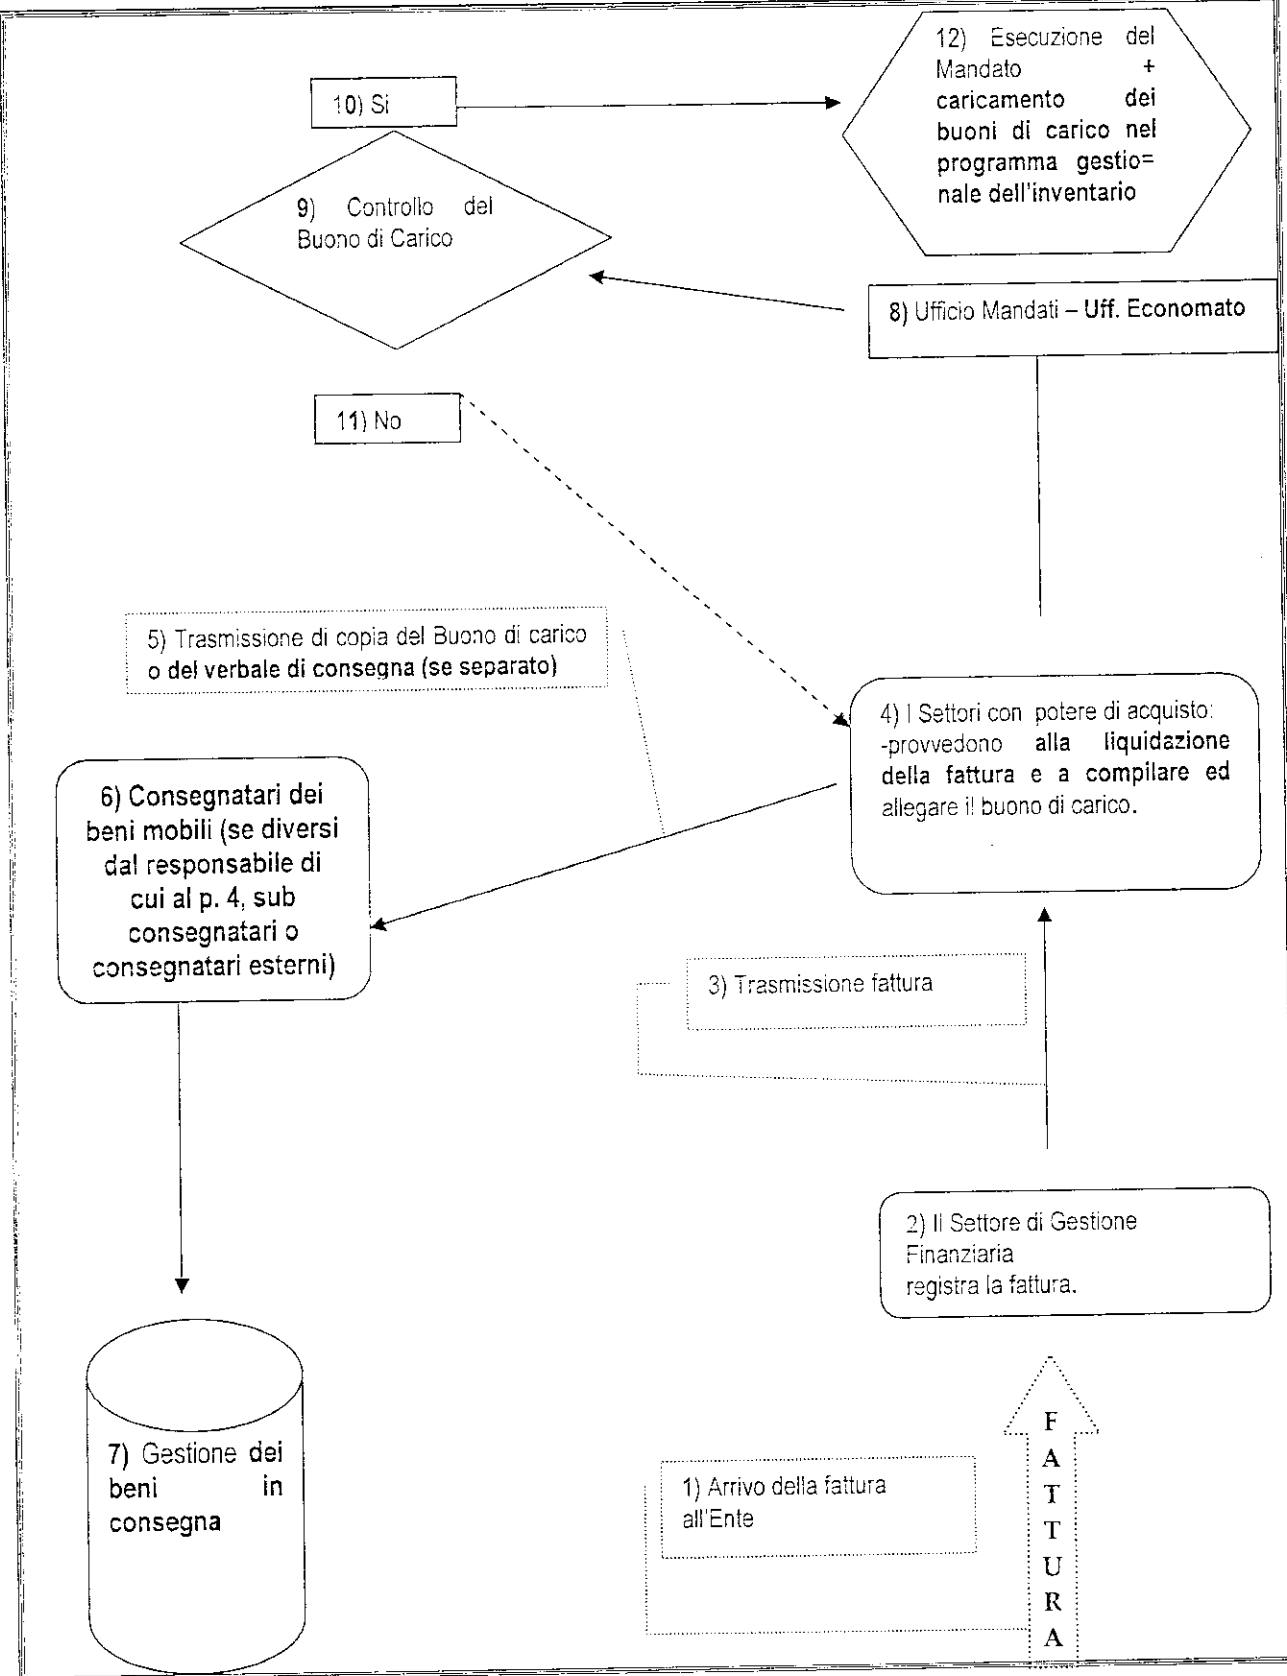 12) Esecuzione del
Mandato +
caricamento dei
buoni di carico nel
programma gestio=
nale dell'inventario
10) Si
9) Controllo del
Buono di Carico
8) Ufficio Mandati – Uff. Economato
11) No
5) Trasmissione di copia del Buono di carico
o del verbale di consegna (se separato)
4) I Settori con potere di acquisto:
-provvedono alla liquidazione
della fattura e a compilare ed
allegare il buono di carico.
6) Consegnatari dei
beni mobili (se diversi
dal responsabile di
cui al p. 4, sub
consegnatari o
consegnatari esterni)
3) Trasmissione fattura
2) Il Settore di Gestione
Finanziaria
registra la fattura.
7) Gestione dei
beni in
consegna
1) Arrivo della fattura
all'Ente
F
A
T
T
U
R
A